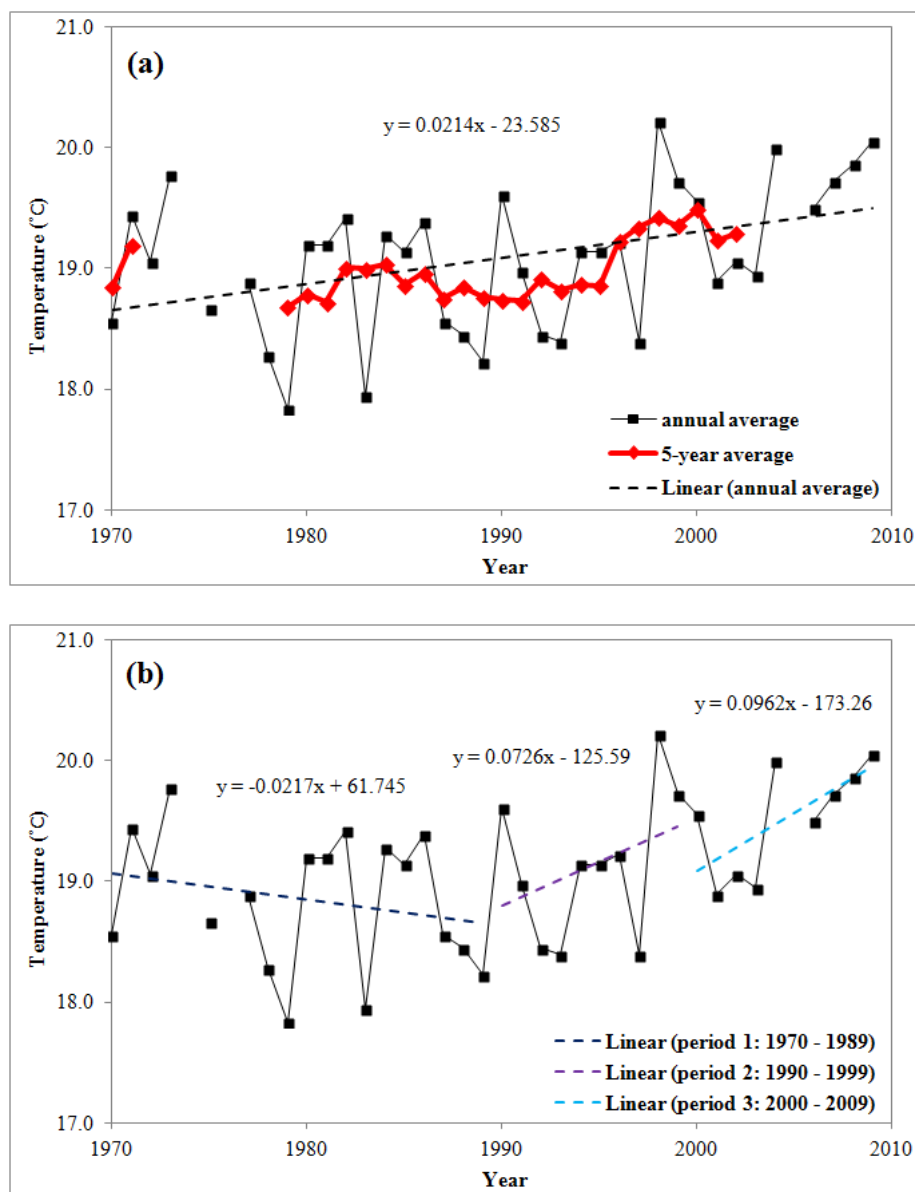 (a)
y = 0.0214x - 23.585
21.0
20.0
19.0
18.0
17.0
Temperature (℃)
annual average
5-year average
Linear (annual average)
1970 1980 1990 2000 2010
Year
(b)
y = 0.0962x - 173.26
y = 0.0726x - 125.59
y = -0.0217x + 61.745
21.0
20.0
19.0
18.0
17.0
Temperature (℃)
Linear (period 1: 1970 - 1989)
Linear (period 2: 1990 - 1999)
Linear (period 3: 2000 - 2009)
1970 1980 1990 2000 2010
Year